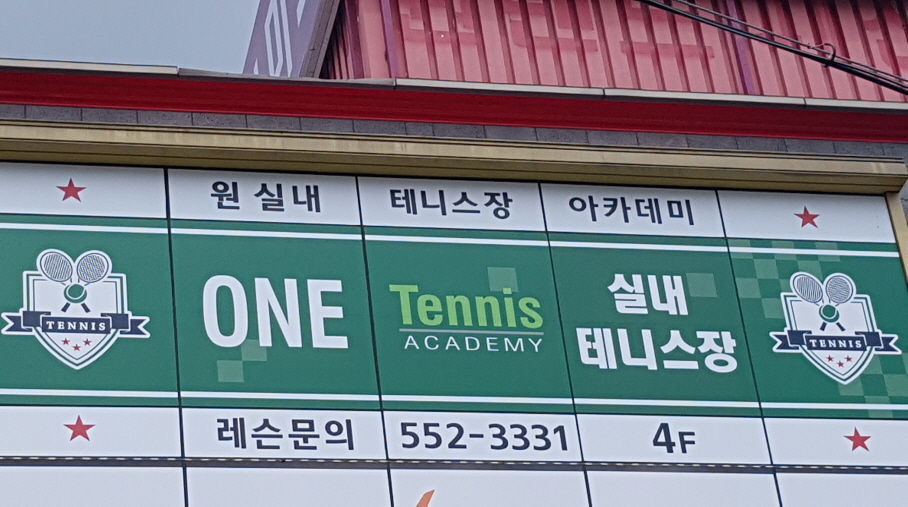 원 실내 테니스장 아카데미
TENNIS
ONE
Tennis
ACADEMY
실내
테니스장
TENNIS
레슨문의 552-3331 4F